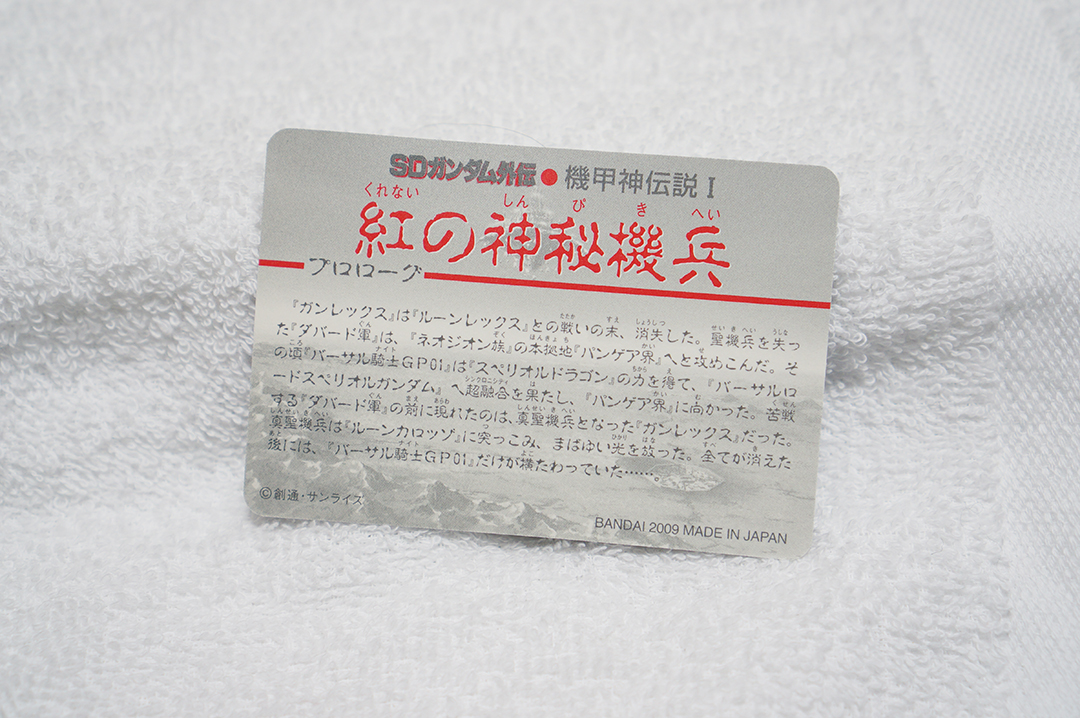 SDガンダム外伝●機甲神伝説Ⅰ
くれない しん ぴ き へい
紅の神秘機兵
プロローグ
『ガンレックス』は『ルーンレックス』との戦いの末、消失した。聖機兵を失っ
た『ダバード軍』は、『ネオジオン族』の本拠地『パンゲア界』へと攻めこんだ。そ
の頃『バーサル騎士GP01』は『スペリオルドラゴン』の力を得て、『バーサルロ
ードスペリオルガンダム』へ超融合を果たし、『パンゲア界』に向かった。苦戦
する『ダバード軍』の前に現れたのは、真聖機兵となった『ガンレックス』だった。
真聖機兵は『ルーンカロッゾ』に突っこみ、まばゆい光を放った。全てが消えた
後には、『バーサル騎士GP01』だけが横たわっていた……。
©創通・サンライズ
BANDAI 2009 MADE IN JAPAN